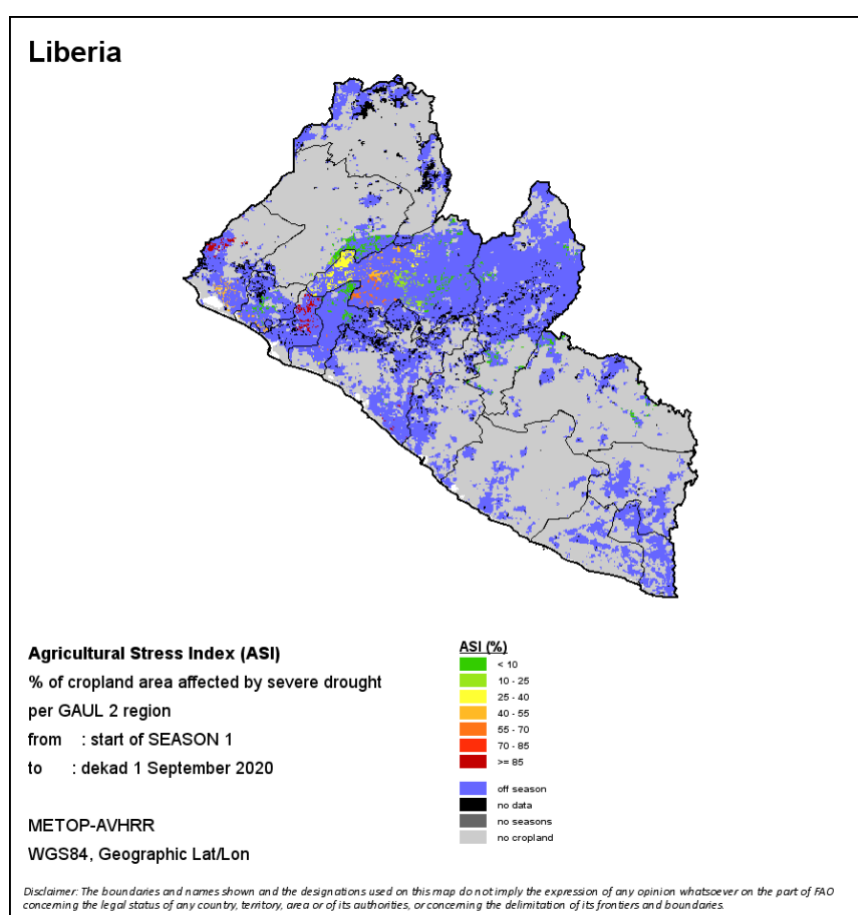 Liberia
Agricultural Stress Index (ASI)
% of cropland area affected by severe drought
per GAUL 2 region
from : start of SEASON 1
to : dekad 1 September 2020
METOP-AVHRR
WGS84, Geographic Lat/Lon
ASI (%)
< 10
10 - 25
25 - 40
40 - 55
55 - 70
70 - 85
>= 85
off season
no data
no seasons
no cropland
Disclaimer: The boundaries and names shown and the designations used on this map do not imply the expression of any opinion whatsoever on the part of FAO
concerning the legal status of any country, territory, area or of its authorities, or concerning the delimitation of its frontiers and boundaries.